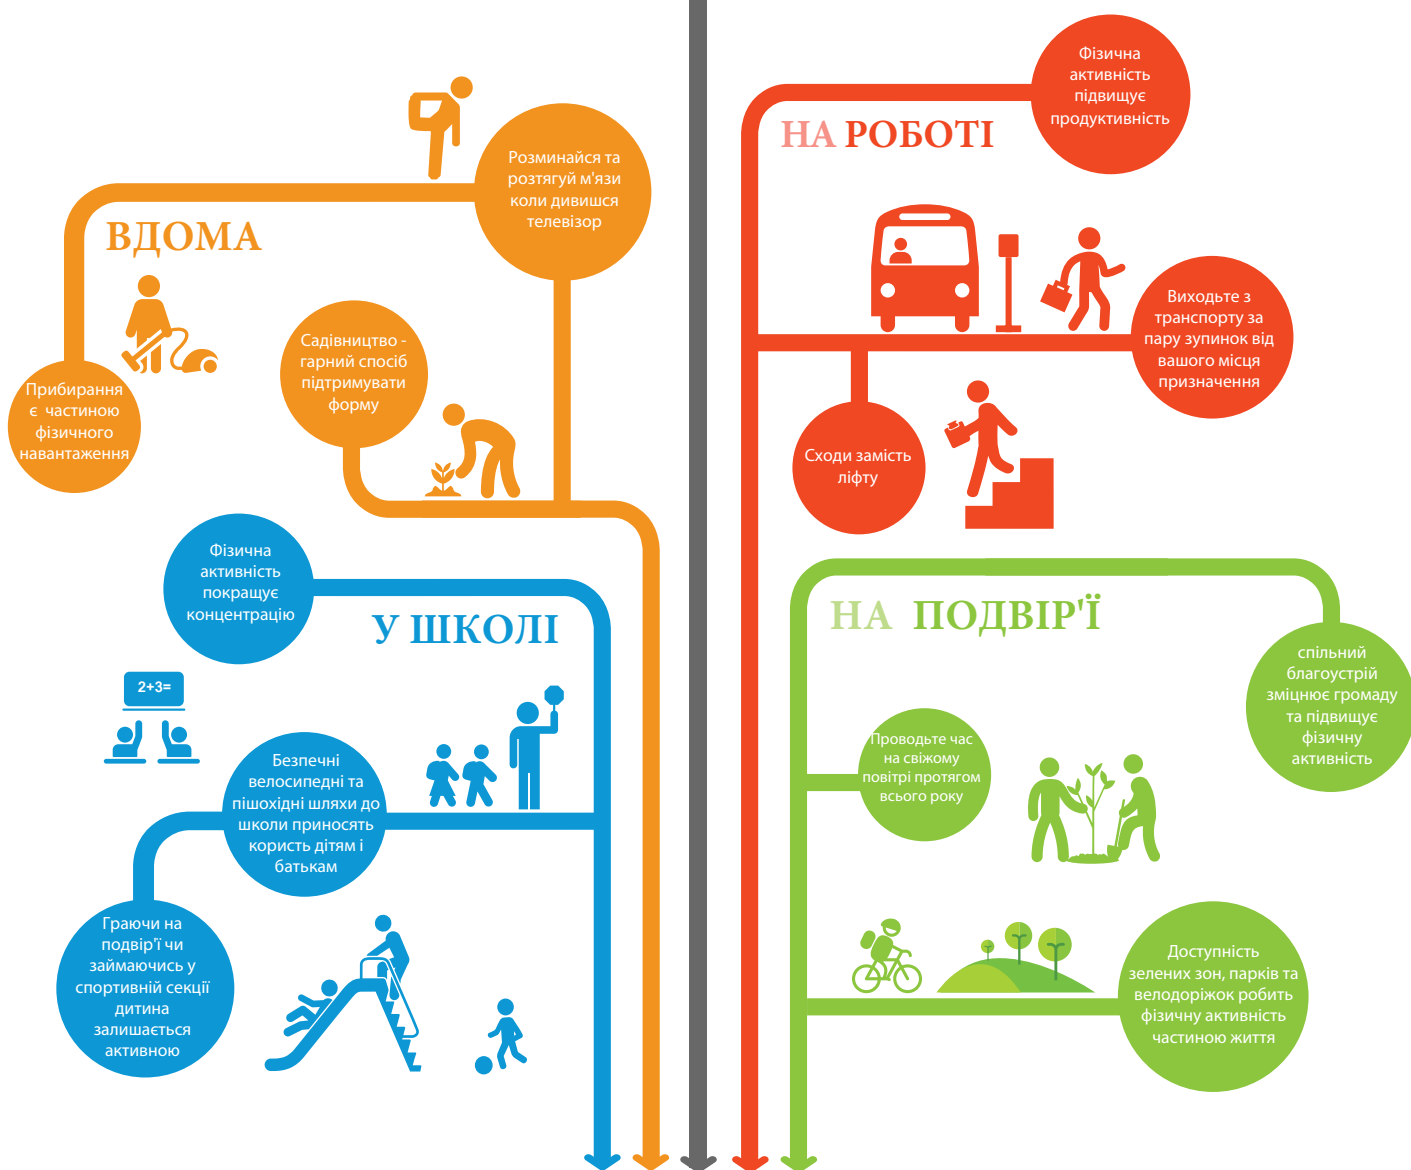 ВДОМА
Розминайся та
розтягуй м'язи
коли дивишся
телевізор
Садівництво -
гарний спосіб
підтримувати
форму
Прибирання
є частиною
фізичного
навантаження
У ШКОЛІ
Фізична
активність
покращує
концентрацію
2+3=
Безпечні
велосипедні та
пішохідні шляхи до
школи приносять
користь дітям і
батькам
Граючи на
подвір'ї чи
займаючись у
спортивній секції
дитина
залишається
активною
НА РОБОТІ
Фізична
активність
підвищує
продуктивність
Виходьте з
транспорту за
пару зупинок від
вашого місця
призначення
Сходи замість
ліфту
НА ПОДВІР'Ї
спільний
благоустрій
зміцнює громаду
та підвищує
фізичну
активність
Проводьте час
на свіжому
повітрі протягом
всього року
Доступність
зелених зон, парків та
велодоріжок робить
фізичну активність
частиною життя